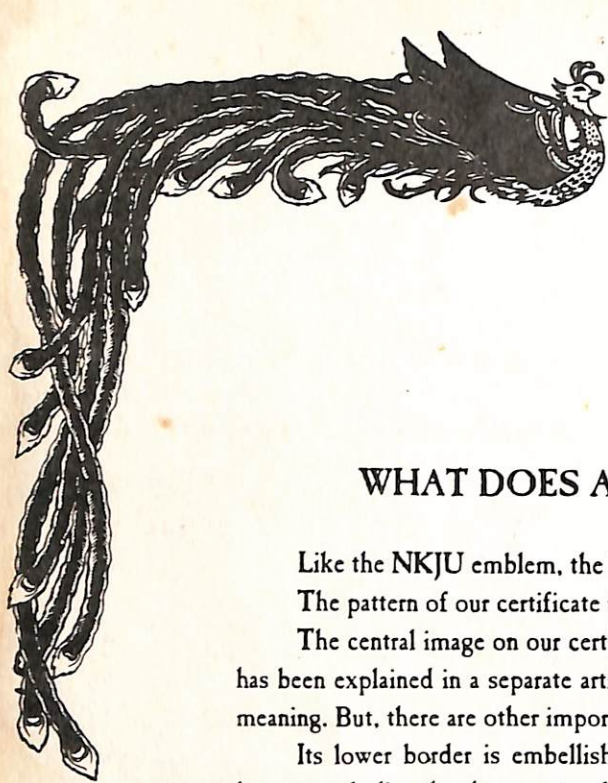 WHAT DOES A
Like the NKJU emblem, the
The pattern of our certificate
The central image on our cert
has been explained in a separate art
meaning. But, there are other impor
Its lower border is embellish